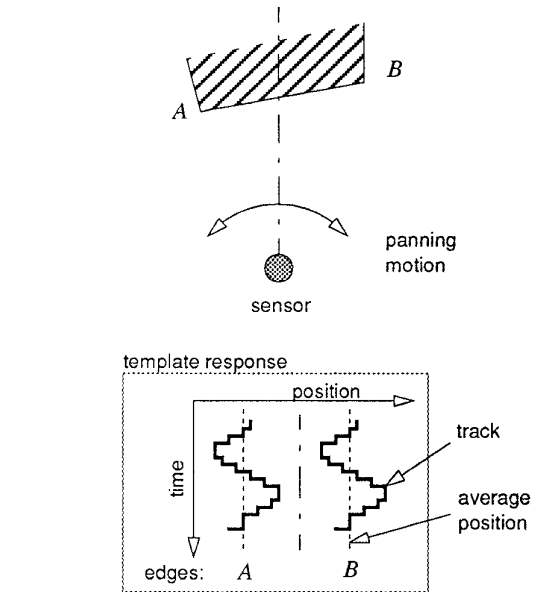 B
A
panning
motion
sensor
template response
position
time
track
average
position
edges: A B